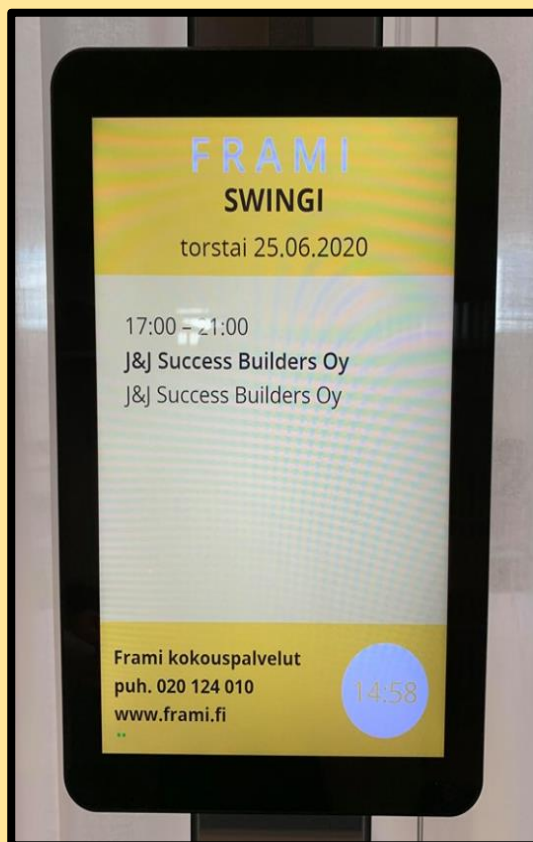 FRAMI
SWINGI
torstai 25.06.2020
17:00 – 21:00
J&J Success Builders Oy
J&J Success Builders Oy
Frami kokouspalvelut
puh. 020 124 010
www.frami.fi
14:58